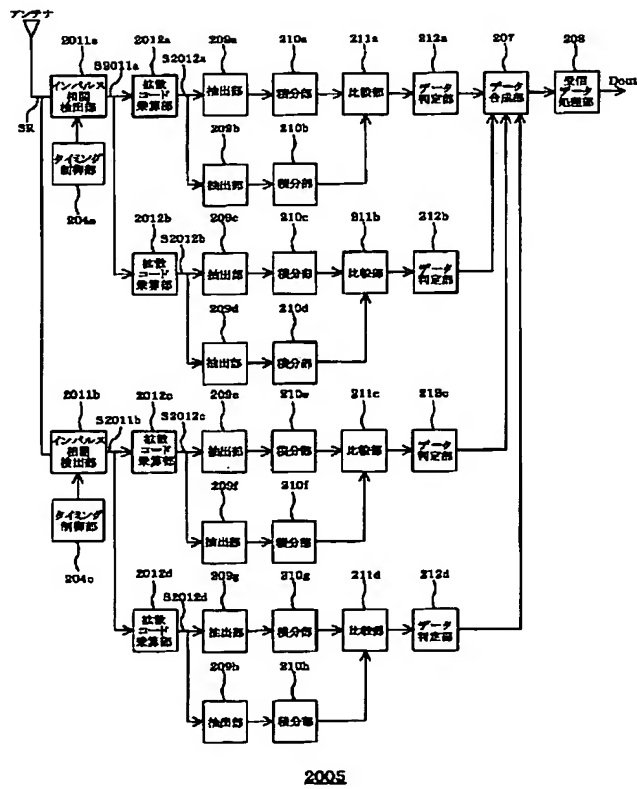 アンテナ
2011a
S2011a
2012a
S2012a
209a
210a
211a
212a
207
208
Dout
SR
インパルス
相関
検出部
拡散
コード
乗算部
抽出部
積分部
比較部
データ
判定部
データ
合成部
受信
データ
処理部
タイミング
制御部
204a
209b
210b
抽出部
積分部
2012b
S2012b
209c
210c
211b
212b
拡散
コード
乗算部
抽出部
積分部
比較部
データ
判定部
209d
210d
抽出部
積分部
2011b
S2011b
2012c
S2012c
209e
210e
211c
212c
インパルス
相関
検出部
拡散
コード
乗算部
抽出部
積分部
比較部
データ
判定部
タイミング
制御部
204c
209f
210f
抽出部
積分部
2012d
S2012d
209g
210g
211d
212d
拡散
コード
乗算部
抽出部
積分部
比較部
データ
判定部
209h
210h
抽出部
積分部
2005